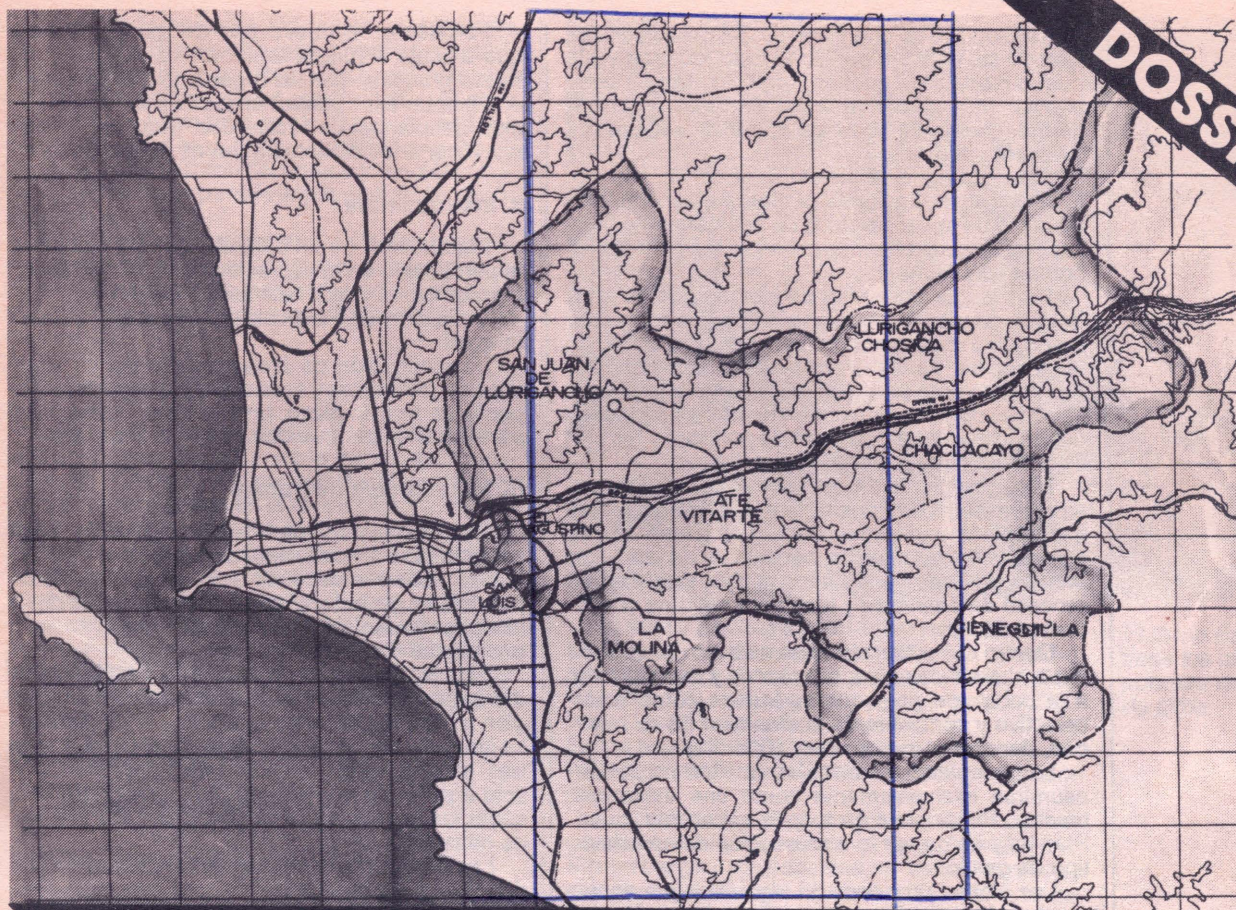 DOSS
LURIGANCHO
CHOSICA
SAN JUAN
DE
LURIGANCHO
CHACLACAYO
ATE
VITARTE
AGUSTINO
SAN
LUIS
LA
MOLINA
CIENEGUILLA